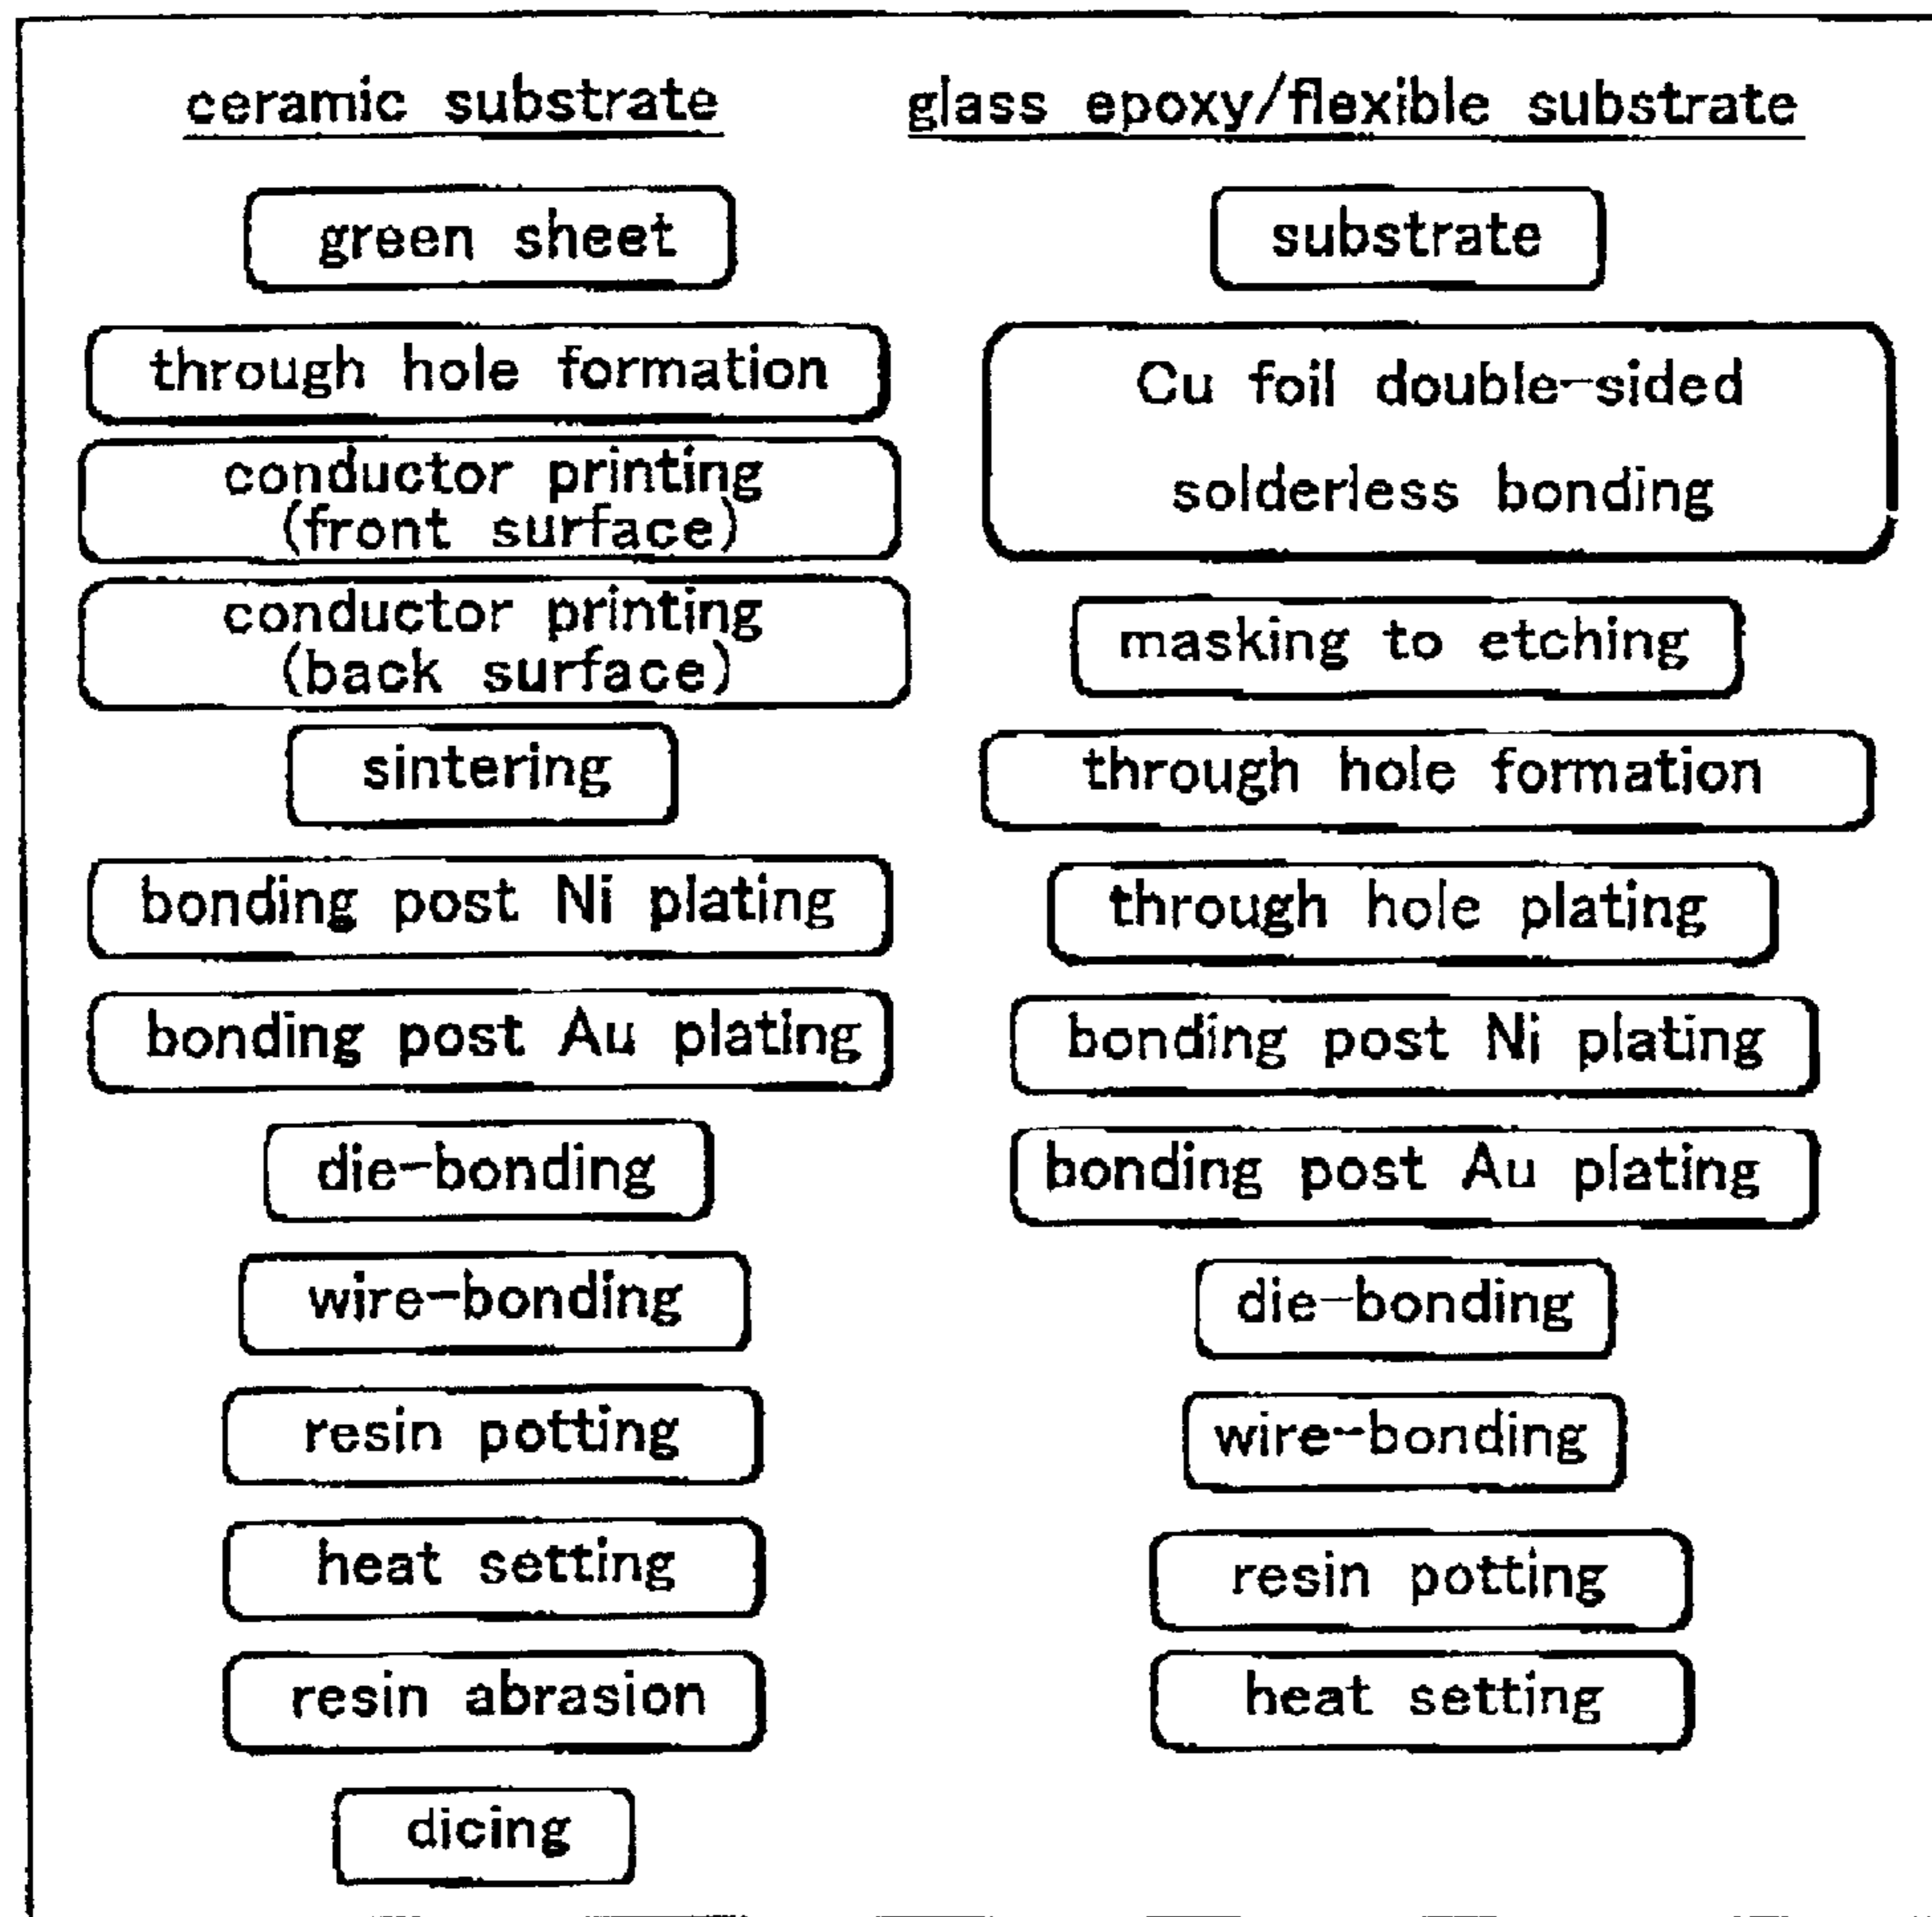 ceramic substrate
green sheet
through hole formation
conductor printing
(front surface)
conductor printing
(back surface)
sintering
bonding post Ni plating
bonding post Au plating
die-bonding
wire-bonding
resin potting
heat setting
resin abrasion
dicing
glass epoxy/flexible substrate
substrate
Cu foil double-sided
solderless bonding
masking to etching
through hole formation
through hole plating
bonding post Ni plating
bonding post Au plating
die-bonding
wire-bonding
resin potting
heat setting